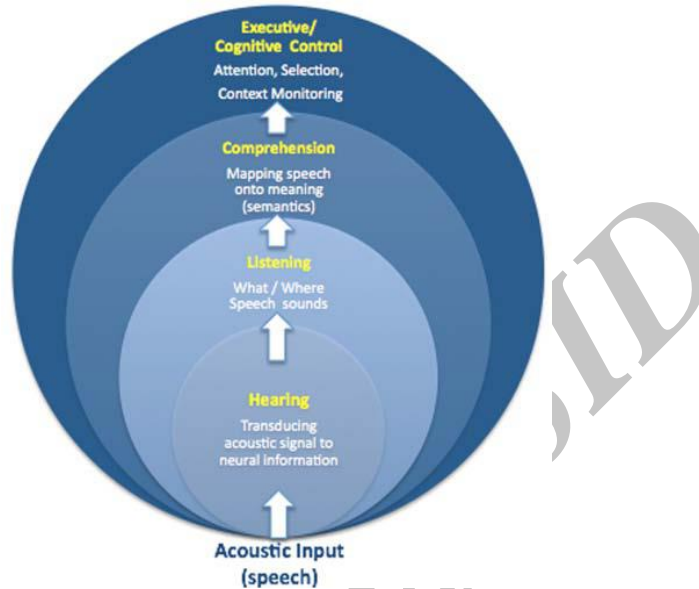 Executive/
Cognitive Control
Attention, Selection,
Context Monitoring
Comprehension
Mapping speech
onto meaning
(semantics)
Listening
What / Where
Speech sounds
Hearing
Transducing
acoustic signal to
neural information
Acoustic Input
(speech)